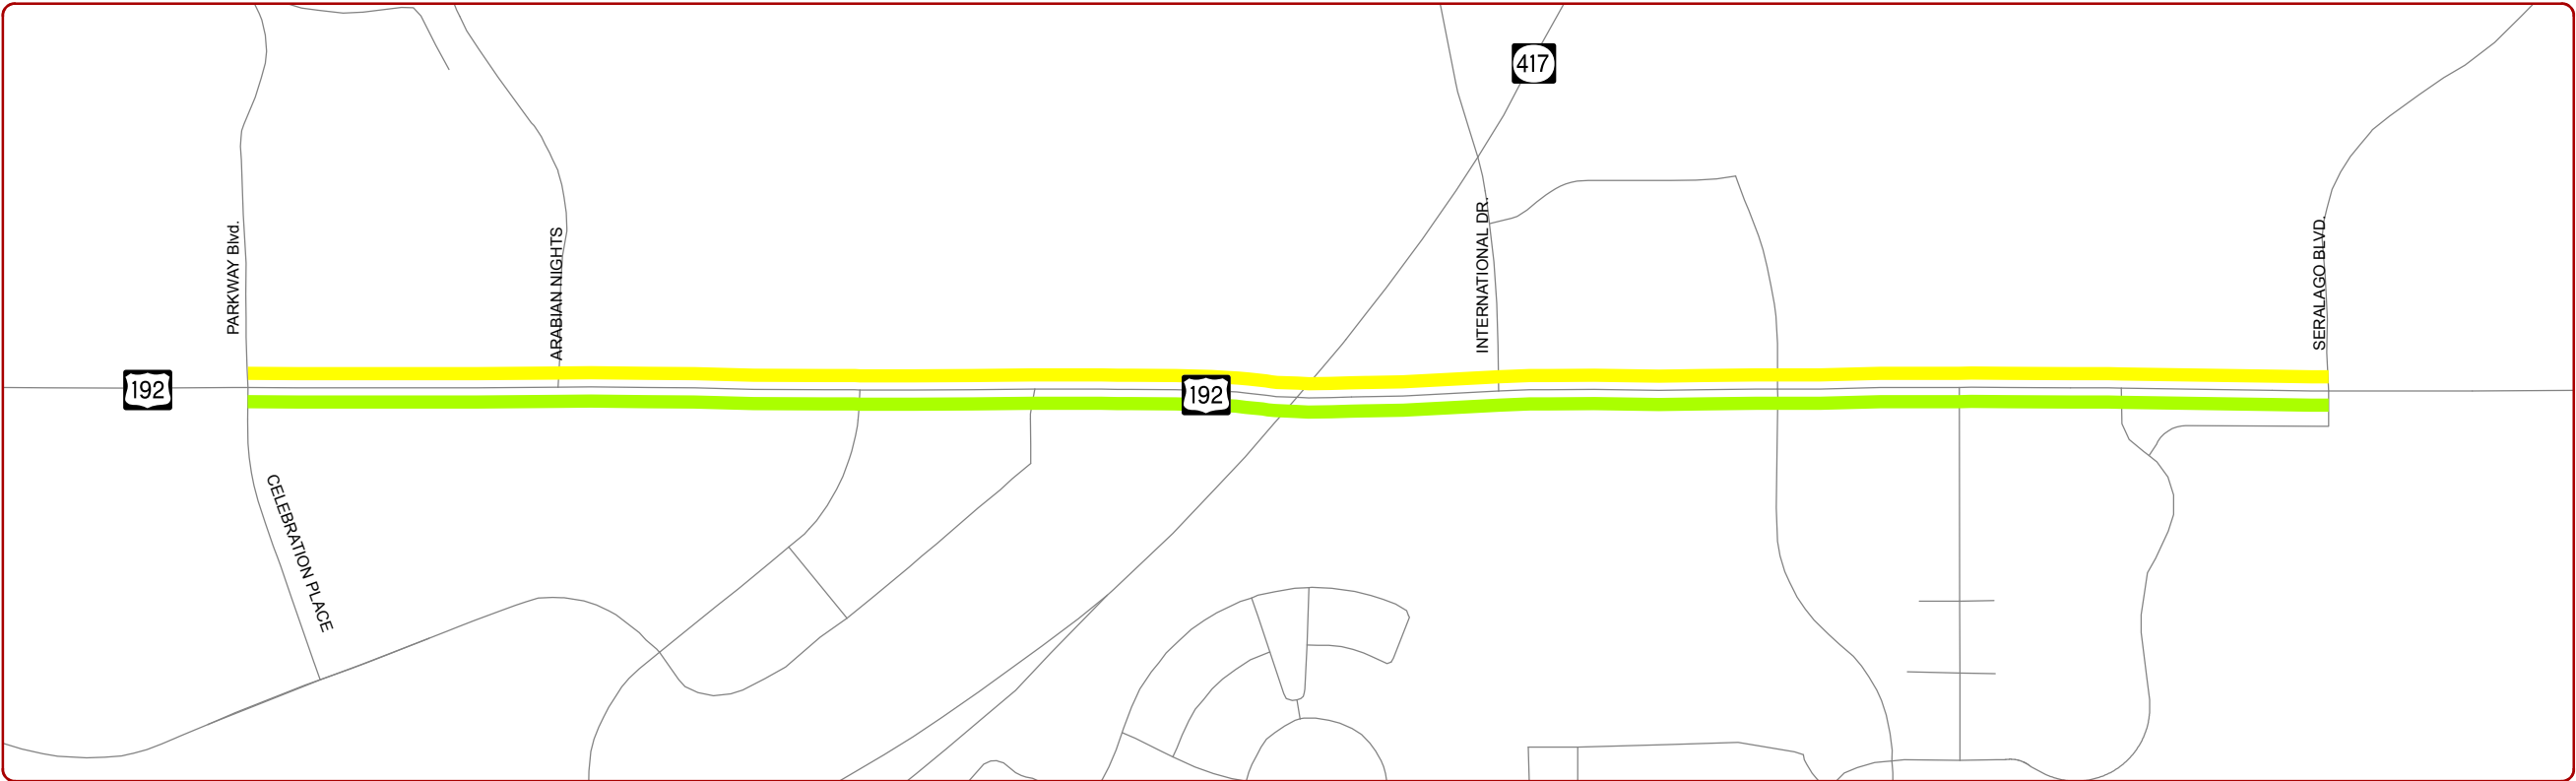 417
PARKWAY Blvd.
ARABIAN NIGHTS
INTERNATIONAL DR.
SERALAGO BLVD.
192
192
CELEBRATION PLACE